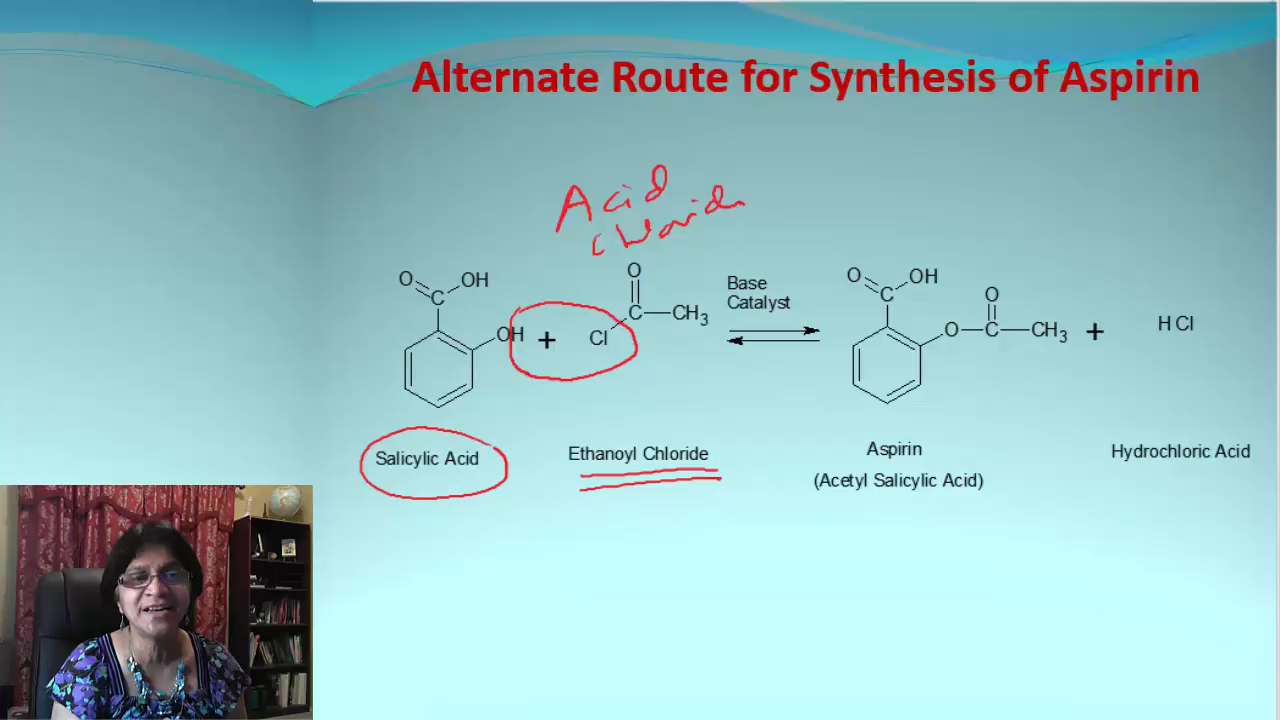 Alternate Route for Synthesis of Aspirin
Acid
chloride
O
OH
C
OH
+
O
C
CH3
Cl
Base
Catalyst
O
OH
C
O
O
C
CH3
+
H Cl
Salicylic Acid
Ethanoyl Chloride
Aspirin
(Acetyl Salicylic Acid)
Hydrochloric Acid